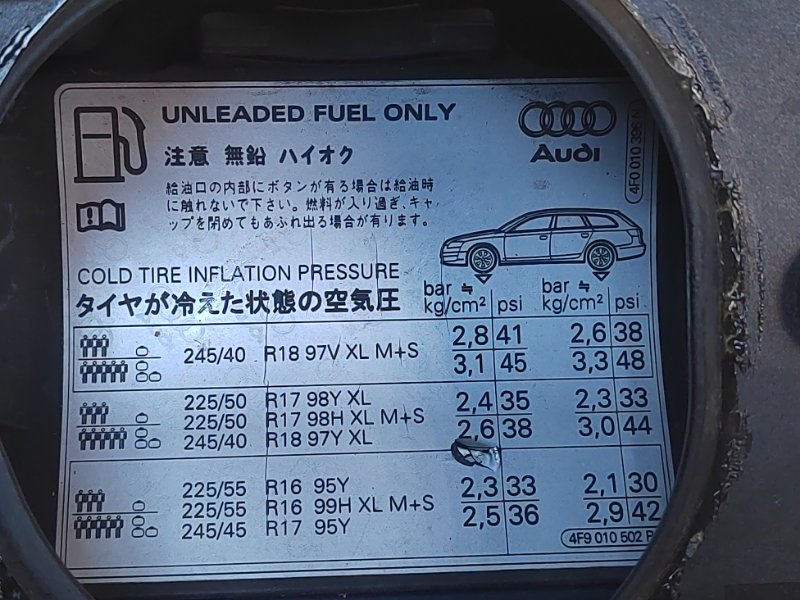 UNLEADED FUEL ONLY
Audi
4F0 010 396 N
注意 無鉛 ハイオク
給油口の内部にボタンが有る場合は給油時
に触れないで下さい。燃料が入り過ぎ、キャ
ップを閉めてもあふれ出る場合が有ります。
COLD TIRE INFLATION PRESSURE
タイヤが冷えた状態の空気圧
bar ≒ kg/cm² psi bar ≒ kg/cm² psi
245/40 R18 97V XL M+S
2,8 41 2,6 38
3,1 45 3,3 48
225/50 R17 98Y XL
225/50 R17 98H XL M+S
245/40 R18 97Y XL
2,4 35 2,3 33
2,6 38 3,0 44
225/55 R16 95Y
225/55 R16 99H XL M+S
245/45 R17 95Y
2,3 33 2,1 30
2,5 36 2,9 42
4F9 010 502 P